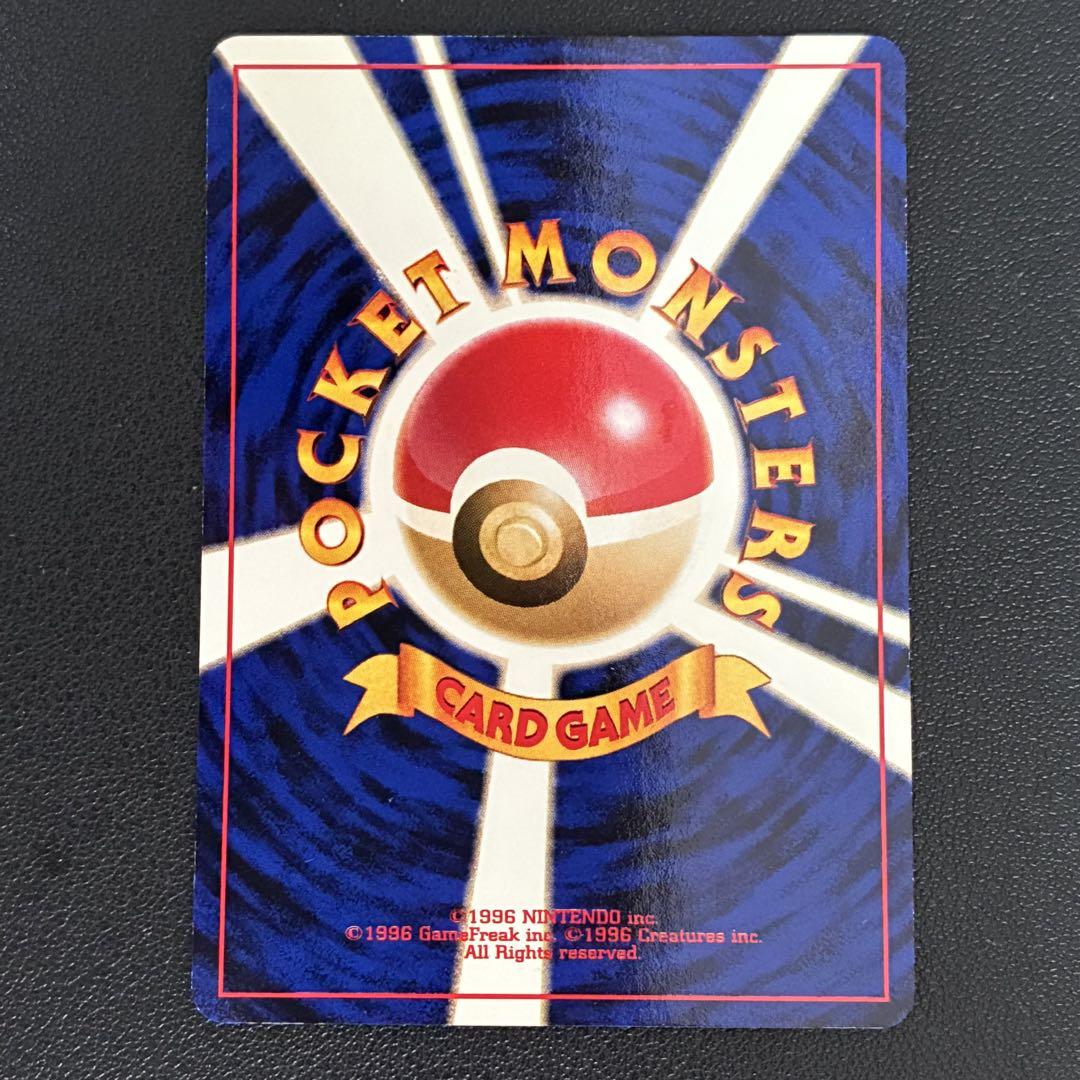 POCKET MONSTERS
CARD GAME
©1996 NINTENDO inc.
©1996 GameFreak inc. ©1996 Creatures inc.
All Rights reserved.